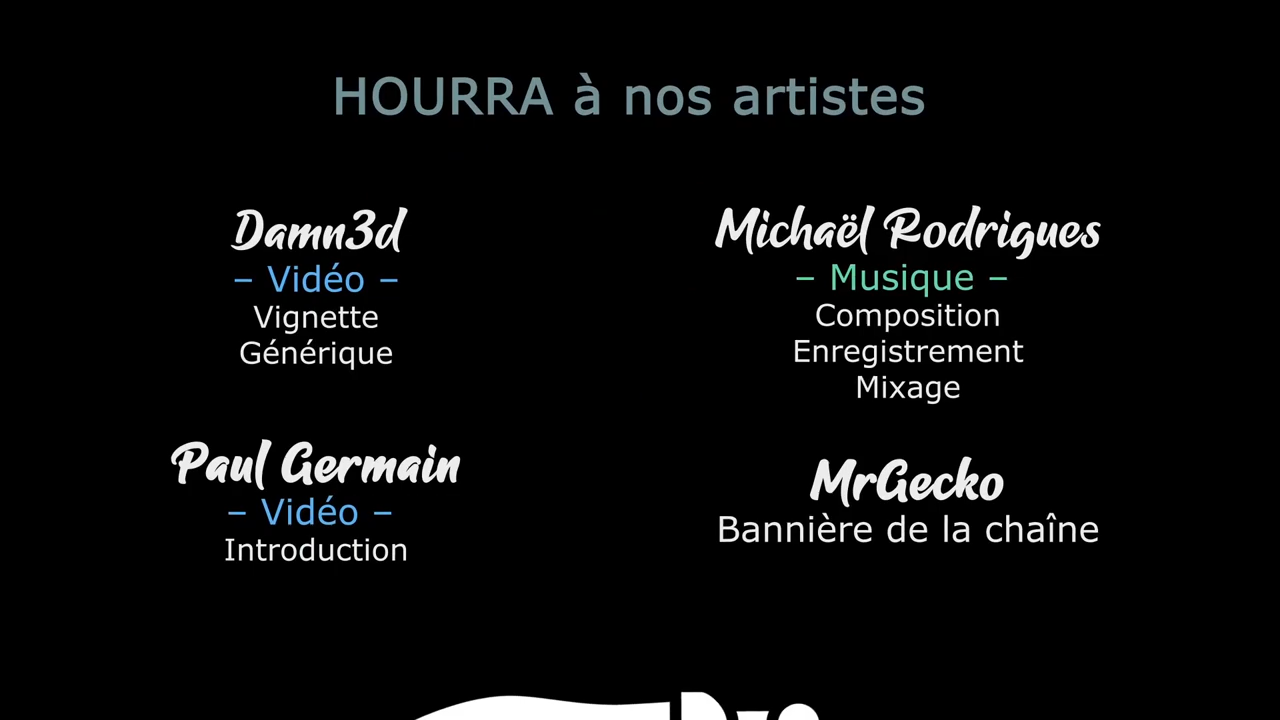 HOURRA à nos artistes
Damn3d
– Vidéo –
Vignette
Générique
Michaël Rodrigues
– Musique –
Composition
Enregistrement
Mixage
Paul Germain
– Vidéo –
Introduction
MrGecko
Bannière de la chaîne